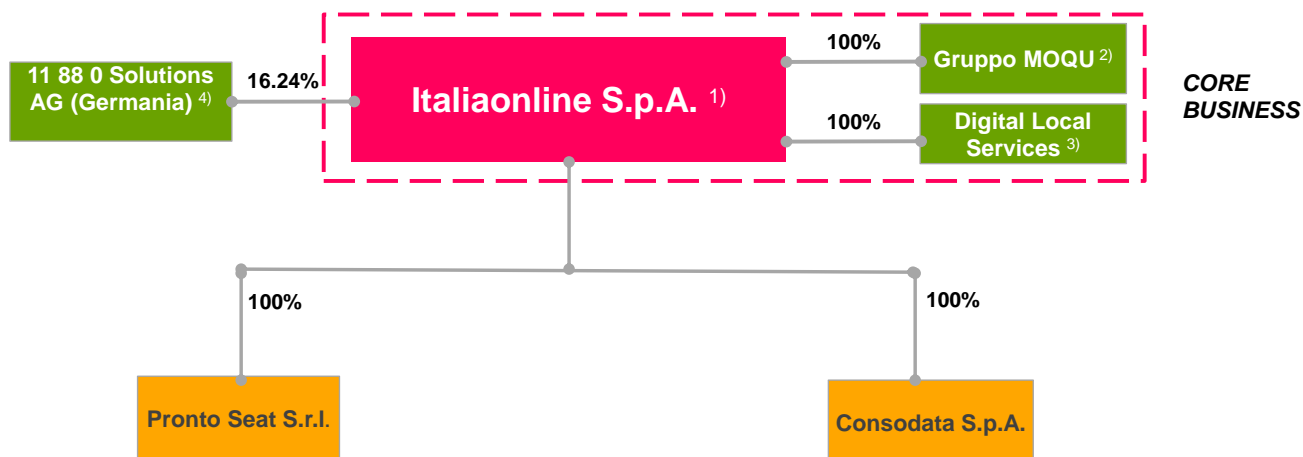 11 88 0 Solutions
AG (Germania) 4)
16.24%
Italiaonline S.p.A. 1)
100%
Gruppo MOQU 2)
100%
Digital Local
Services 3)
CORE
BUSINESS
100%
100%
Pronto Seat S.r.l.
Consodata S.p.A.